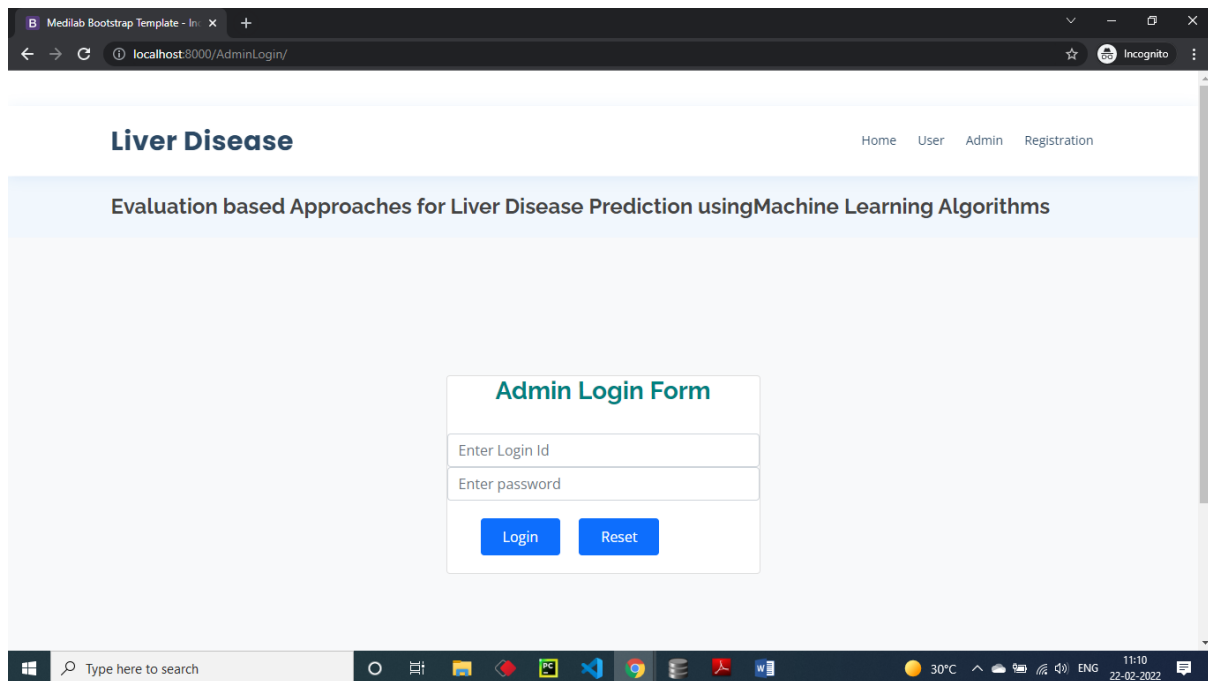 Medilab Bootstrap Template - In
localhost:8000/AdminLogin/
Incognito
Liver Disease
Home User Admin Registration
Evaluation based Approaches for Liver Disease Prediction usingMachine Learning Algorithms
Admin Login Form
Enter Login Id
Enter password
Login Reset
Type here to search
30°C ENG 11:10
22-02-2022